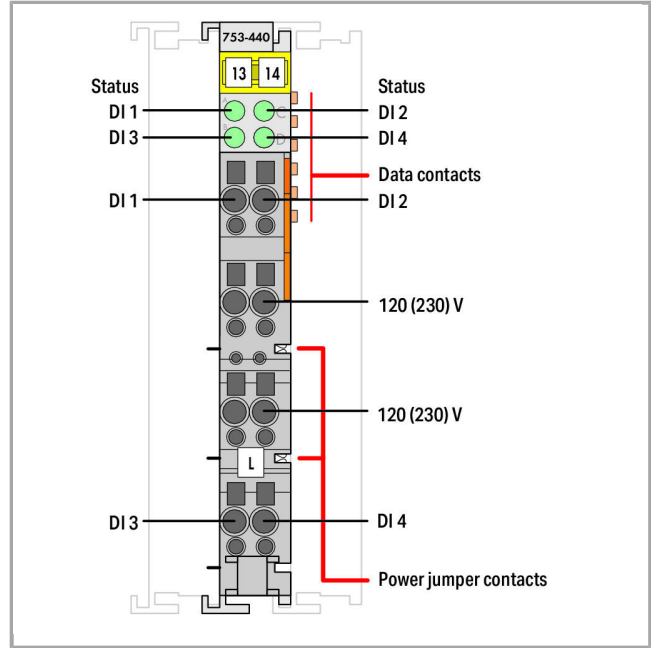 753-440
13 14
Status Status
DI 1 A C DI 2
DI 3 B D DI 4
Data contacts
DI 1 DI 2
120 (230) V
120 (230) V
L
DI 3 DI 4
Power jumper contacts